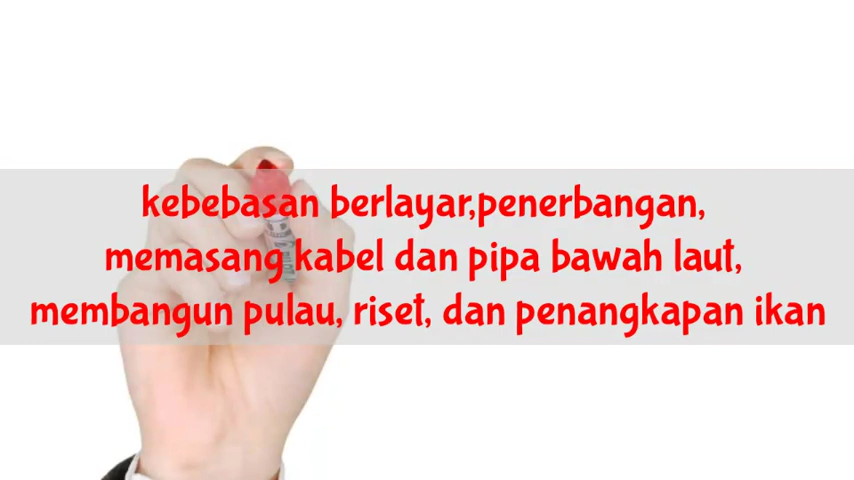 kebebasan berlayar,penerbangan,
memasang kabel dan pipa bawah laut,
membangun pulau, riset, dan penangkapan ikan